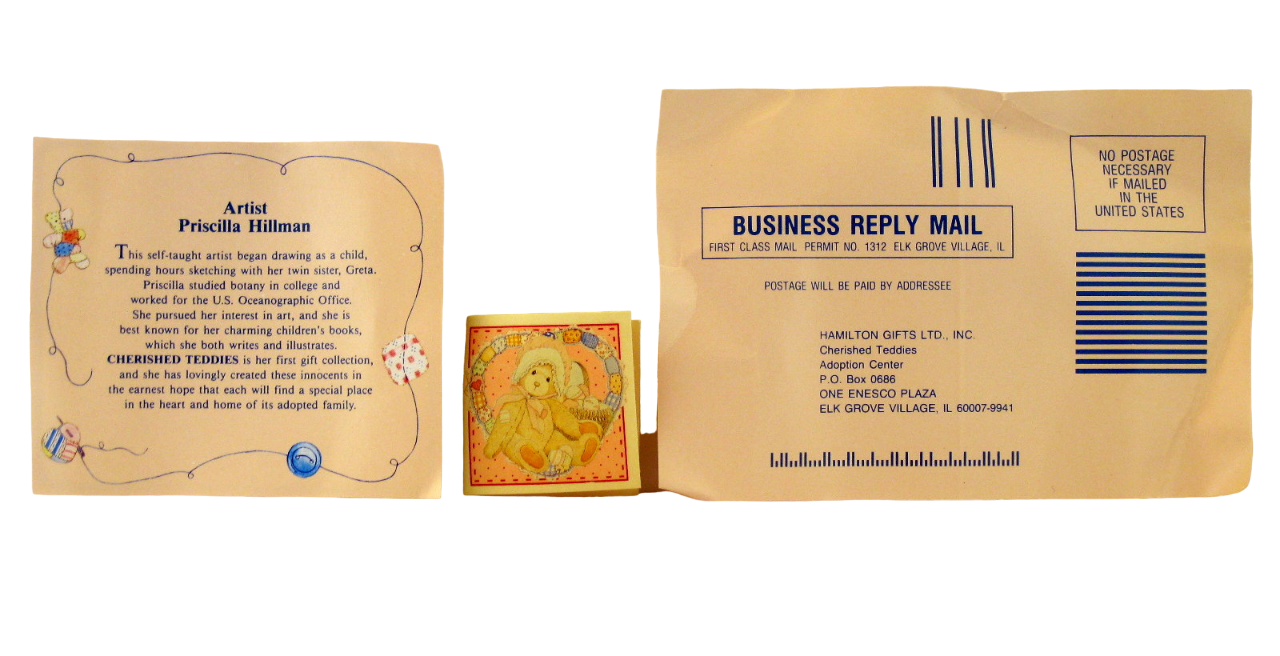 Artist
Priscilla Hillman
This self-taught artist began drawing as a child,
spending hours sketching with her twin sister, Greta.
Priscilla studied botany in college and
worked for the U.S. Oceanographic Office.
She pursued her interest in art, and she is
best known for her charming children's books,
which she both writes and illustrates.
CHERISHED TEDDIES is her first gift collection,
and she has lovingly created these innocents in
the earnest hope that each will find a special place
in the heart and home of its adopted family.
NO POSTAGE
NECESSARY
IF MAILED
IN THE
UNITED STATES
BUSINESS REPLY MAIL
FIRST CLASS MAIL PERMIT NO. 1312 ELK GROVE VILLAGE, IL
POSTAGE WILL BE PAID BY ADDRESSEE
HAMILTON GIFTS LTD., INC.
Cherished Teddies
Adoption Center
P.O. Box 0686
ONE ENESCO PLAZA
ELK GROVE VILLAGE, IL 60007-9941